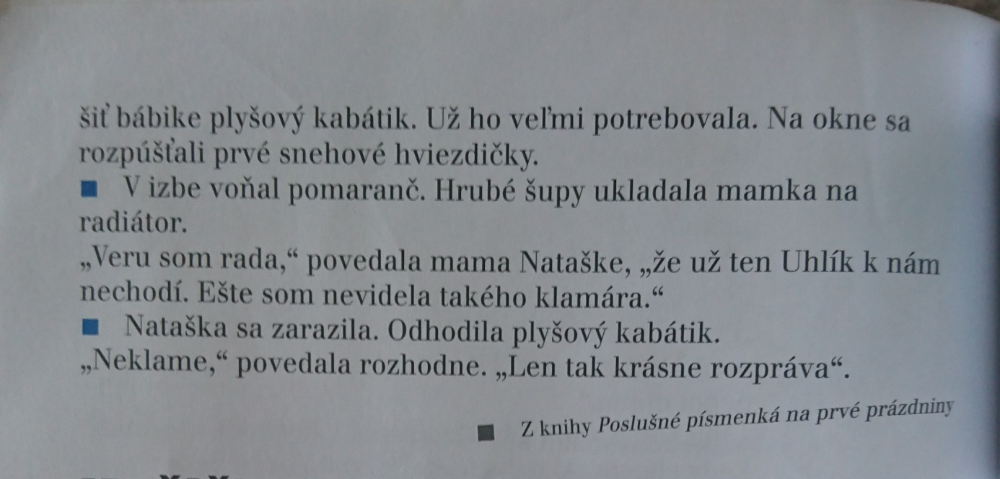 šiť bábike plyšový kabátik. Už ho veľmi potrebovala. Na okne sa
rozpúšťali prvé snehové hviezdičky.
■ V izbe voňal pomaranč. Hrubé šupy ukladala mamka na
radiátor.
„Veru som rada,“ povedala mama Nataške, „že už ten Uhlík k nám
nechodí. Ešte som nevidela takého klamára.“
■ Nataška sa zarazila. Odhodila plyšový kabátik.
„Neklame,“ povedala rozhodne. „Len tak krásne rozpráva“.
■ Z knihy Poslušné písmenká na prvé prázdniny